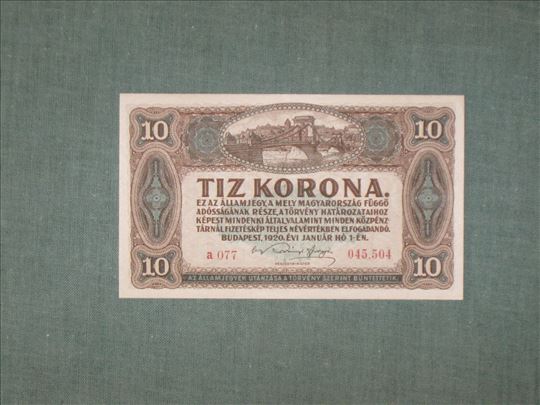 10 10
TIZ KORONA.
EZ AZ ÁLLAMJEGY, A MELY MAGYARORSZÁG FÜGGŐ
ADÓSSÁGÁNAK RÉSZE, A TÖRVÉNY HATÁROZATAIHOZ
KÉPEST MINDENKI ÁLTAL, VALAMINT MINDEN KÖZPÉNZ-
TÁRNÁL FIZETÉSKÉP TELJES NÉVÉRTÉKBEN ELFOGADANDÓ.
BUDAPEST, 1920. ÉVI JANUÁR HÓ 1-ÉN.
a 077 045.504
10 10
AZ ÁLLAMJEGYEK UTÁNZÁSA A TÖRVÉNY SZERINT BÜNTETTETIK.